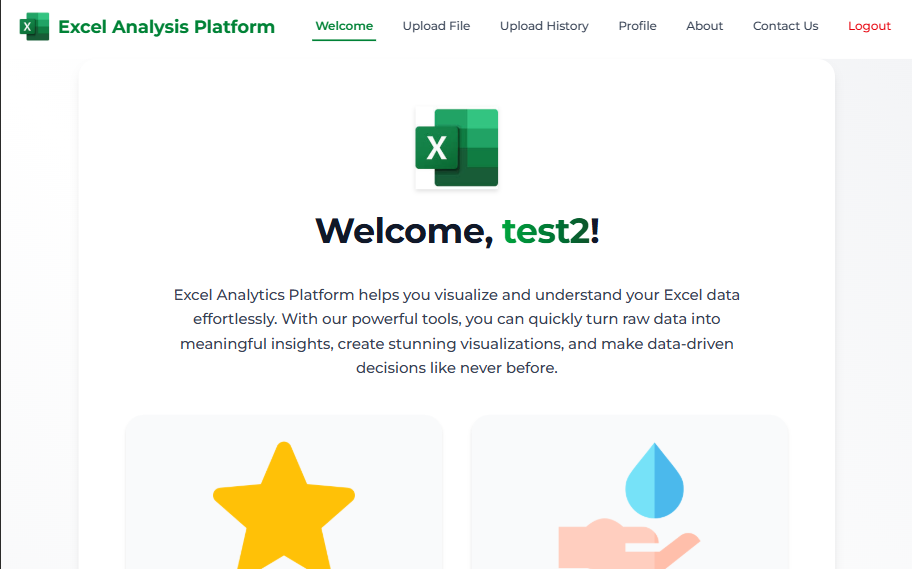 X Excel Analysis Platform Welcome Upload File Upload History Profile About Contact Us Logout
X
Welcome, test2!
Excel Analytics Platform helps you visualize and understand your Excel data
effortlessly. With our powerful tools, you can quickly turn raw data into
meaningful insights, create stunning visualizations, and make data-driven
decisions like never before.